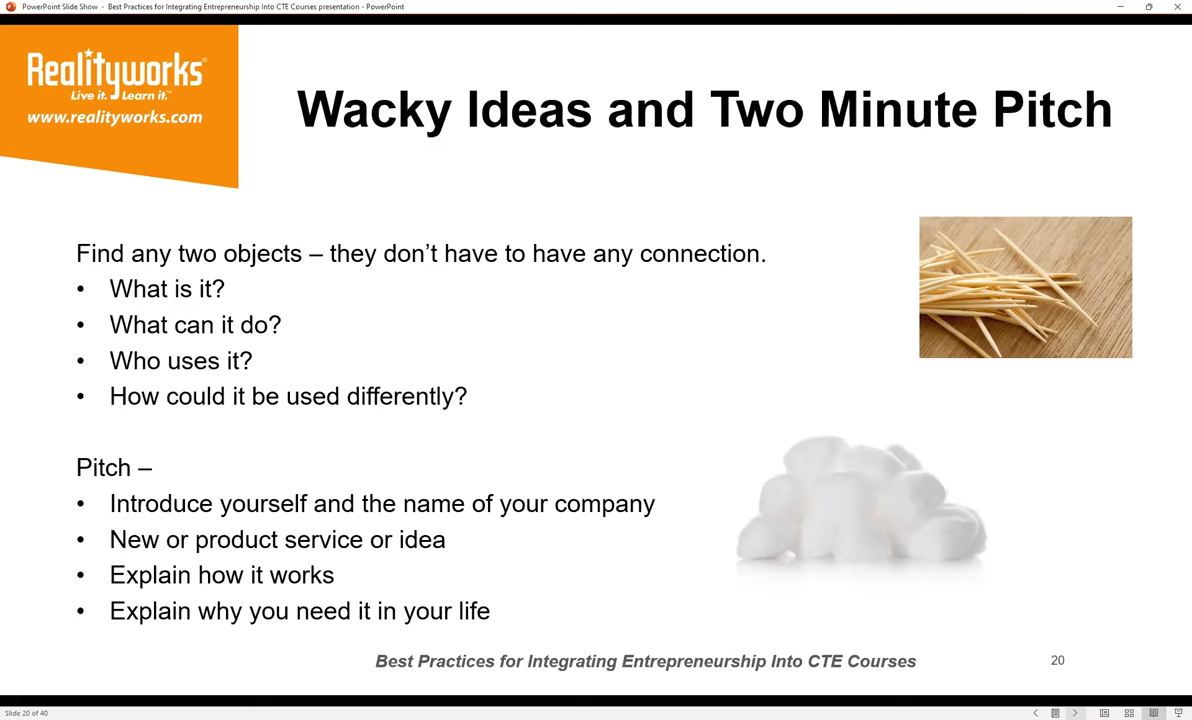 PowerPoint Slide Show - Best Practices for Integrating Entrepreneurship Into CTE Courses presentation - PowerPoint
Realityworks®
Live it. Learn it.™
www.realityworks.com
Wacky Ideas and Two Minute Pitch
Find any two objects – they don’t have to have any connection.
• What is it?
• What can it do?
• Who uses it?
• How could it be used differently?
Pitch –
• Introduce yourself and the name of your company
• New or product service or idea
• Explain how it works
• Explain why you need it in your life
Best Practices for Integrating Entrepreneurship Into CTE Courses
20
Slide 20 of 40